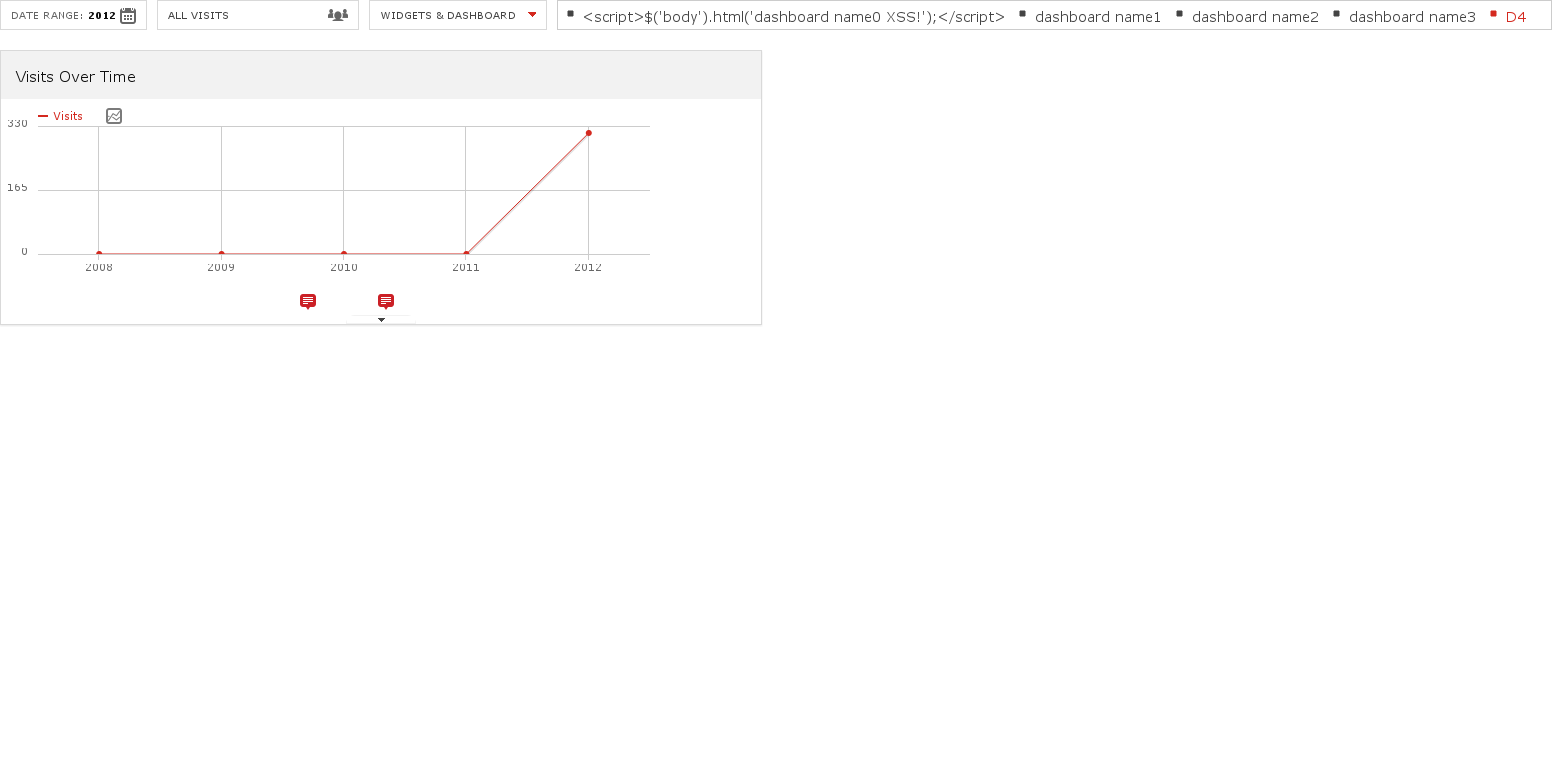 DATE RANGE: 2012
ALL VISITS
WIDGETS & DASHBOARD
<script>$('body').html('dashboard name0 XSS!');</script>
dashboard name1
dashboard name2
dashboard name3
D4
Visits Over Time
Visits
330
165
0
2008 2009 2010 2011 2012